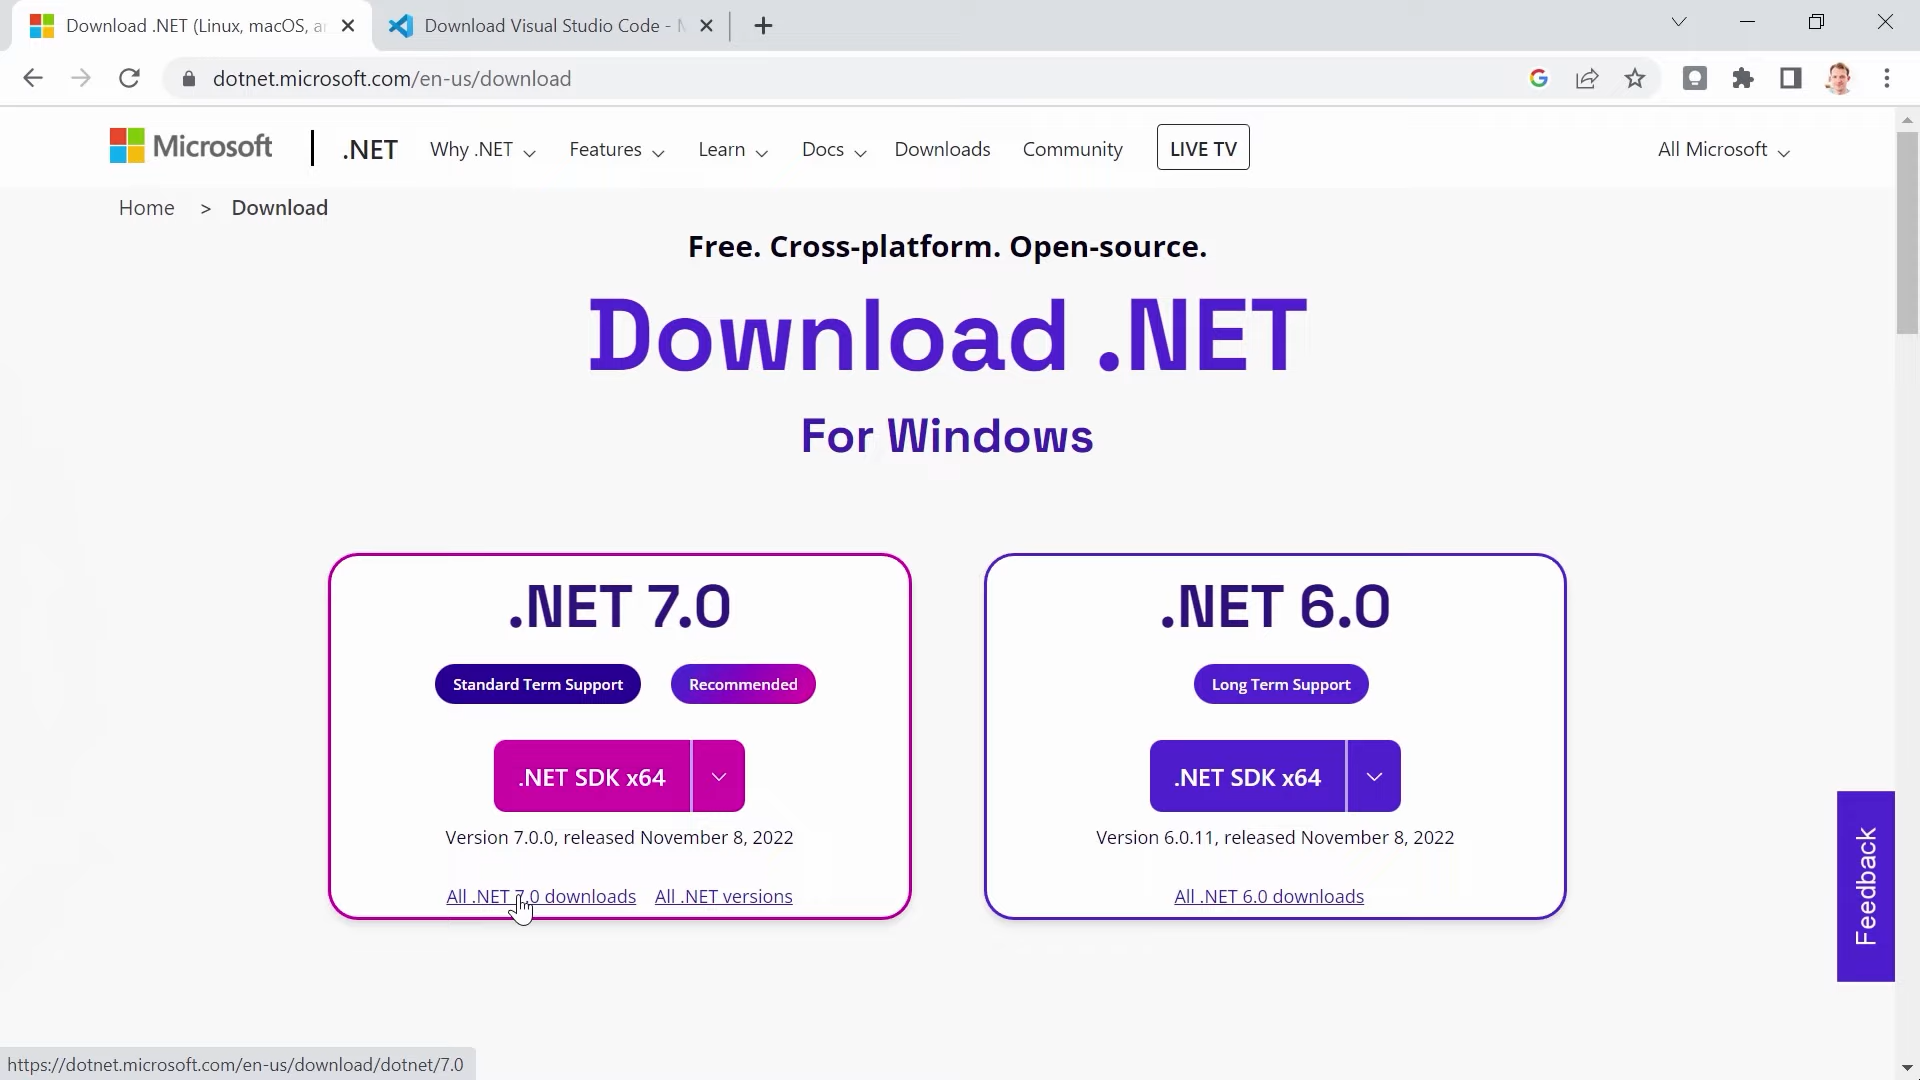 Download .NET (Linux, macOS, a
Download Visual Studio Code -
dotnet.microsoft.com/en-us/download
Microsoft
.NET
Why .NET
Features
Learn
Docs
Downloads
Community
LIVE TV
All Microsoft
Home > Download
Free. Cross-platform. Open-source.
Download .NET
For Windows
.NET 7.0
Standard Term Support
Recommended
.NET SDK x64
Version 7.0.0, released November 8, 2022
All .NET 7.0 downloads
All .NET versions
.NET 6.0
Long Term Support
.NET SDK x64
Version 6.0.11, released November 8, 2022
All .NET 6.0 downloads
Feedback
https://dotnet.microsoft.com/en-us/download/dotnet/7.0